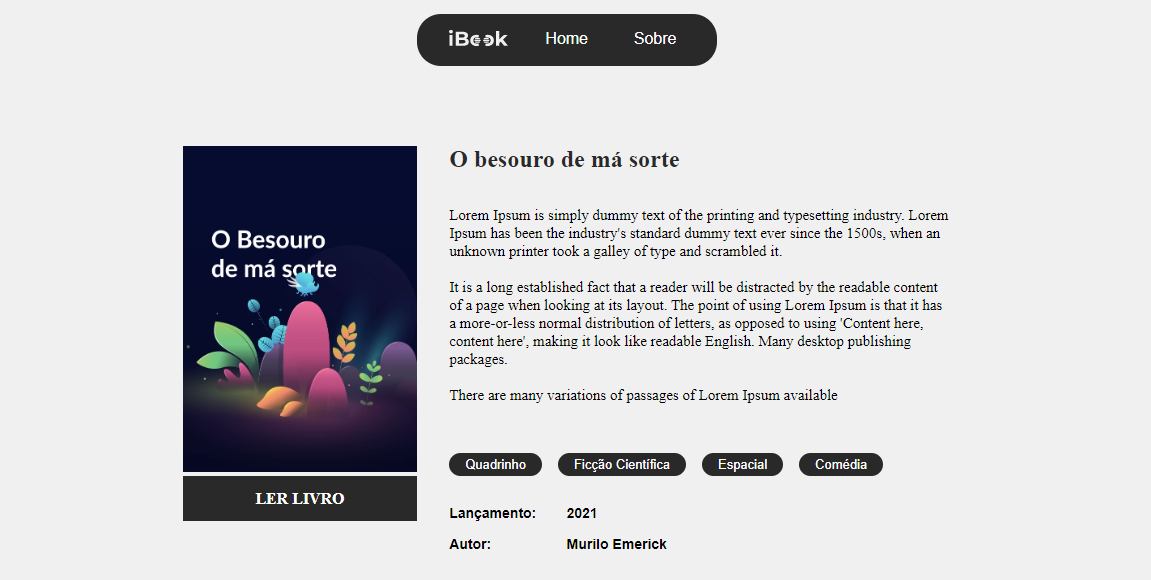 iBook
Home
Sobre
O Besouro
de má sorte
LER LIVRO
O besouro de má sorte
Lorem Ipsum is simply dummy text of the printing and typesetting industry. Lorem
Ipsum has been the industry's standard dummy text ever since the 1500s, when an
unknown printer took a galley of type and scrambled it.
It is a long established fact that a reader will be distracted by the readable content
of a page when looking at its layout. The point of using Lorem Ipsum is that it has
a more-or-less normal distribution of letters, as opposed to using 'Content here,
content here', making it look like readable English. Many desktop publishing
packages.
There are many variations of passages of Lorem Ipsum available
Quadrinho
Ficção Científica
Espacial
Comédia
Lançamento: 2021
Autor: Murilo Emerick